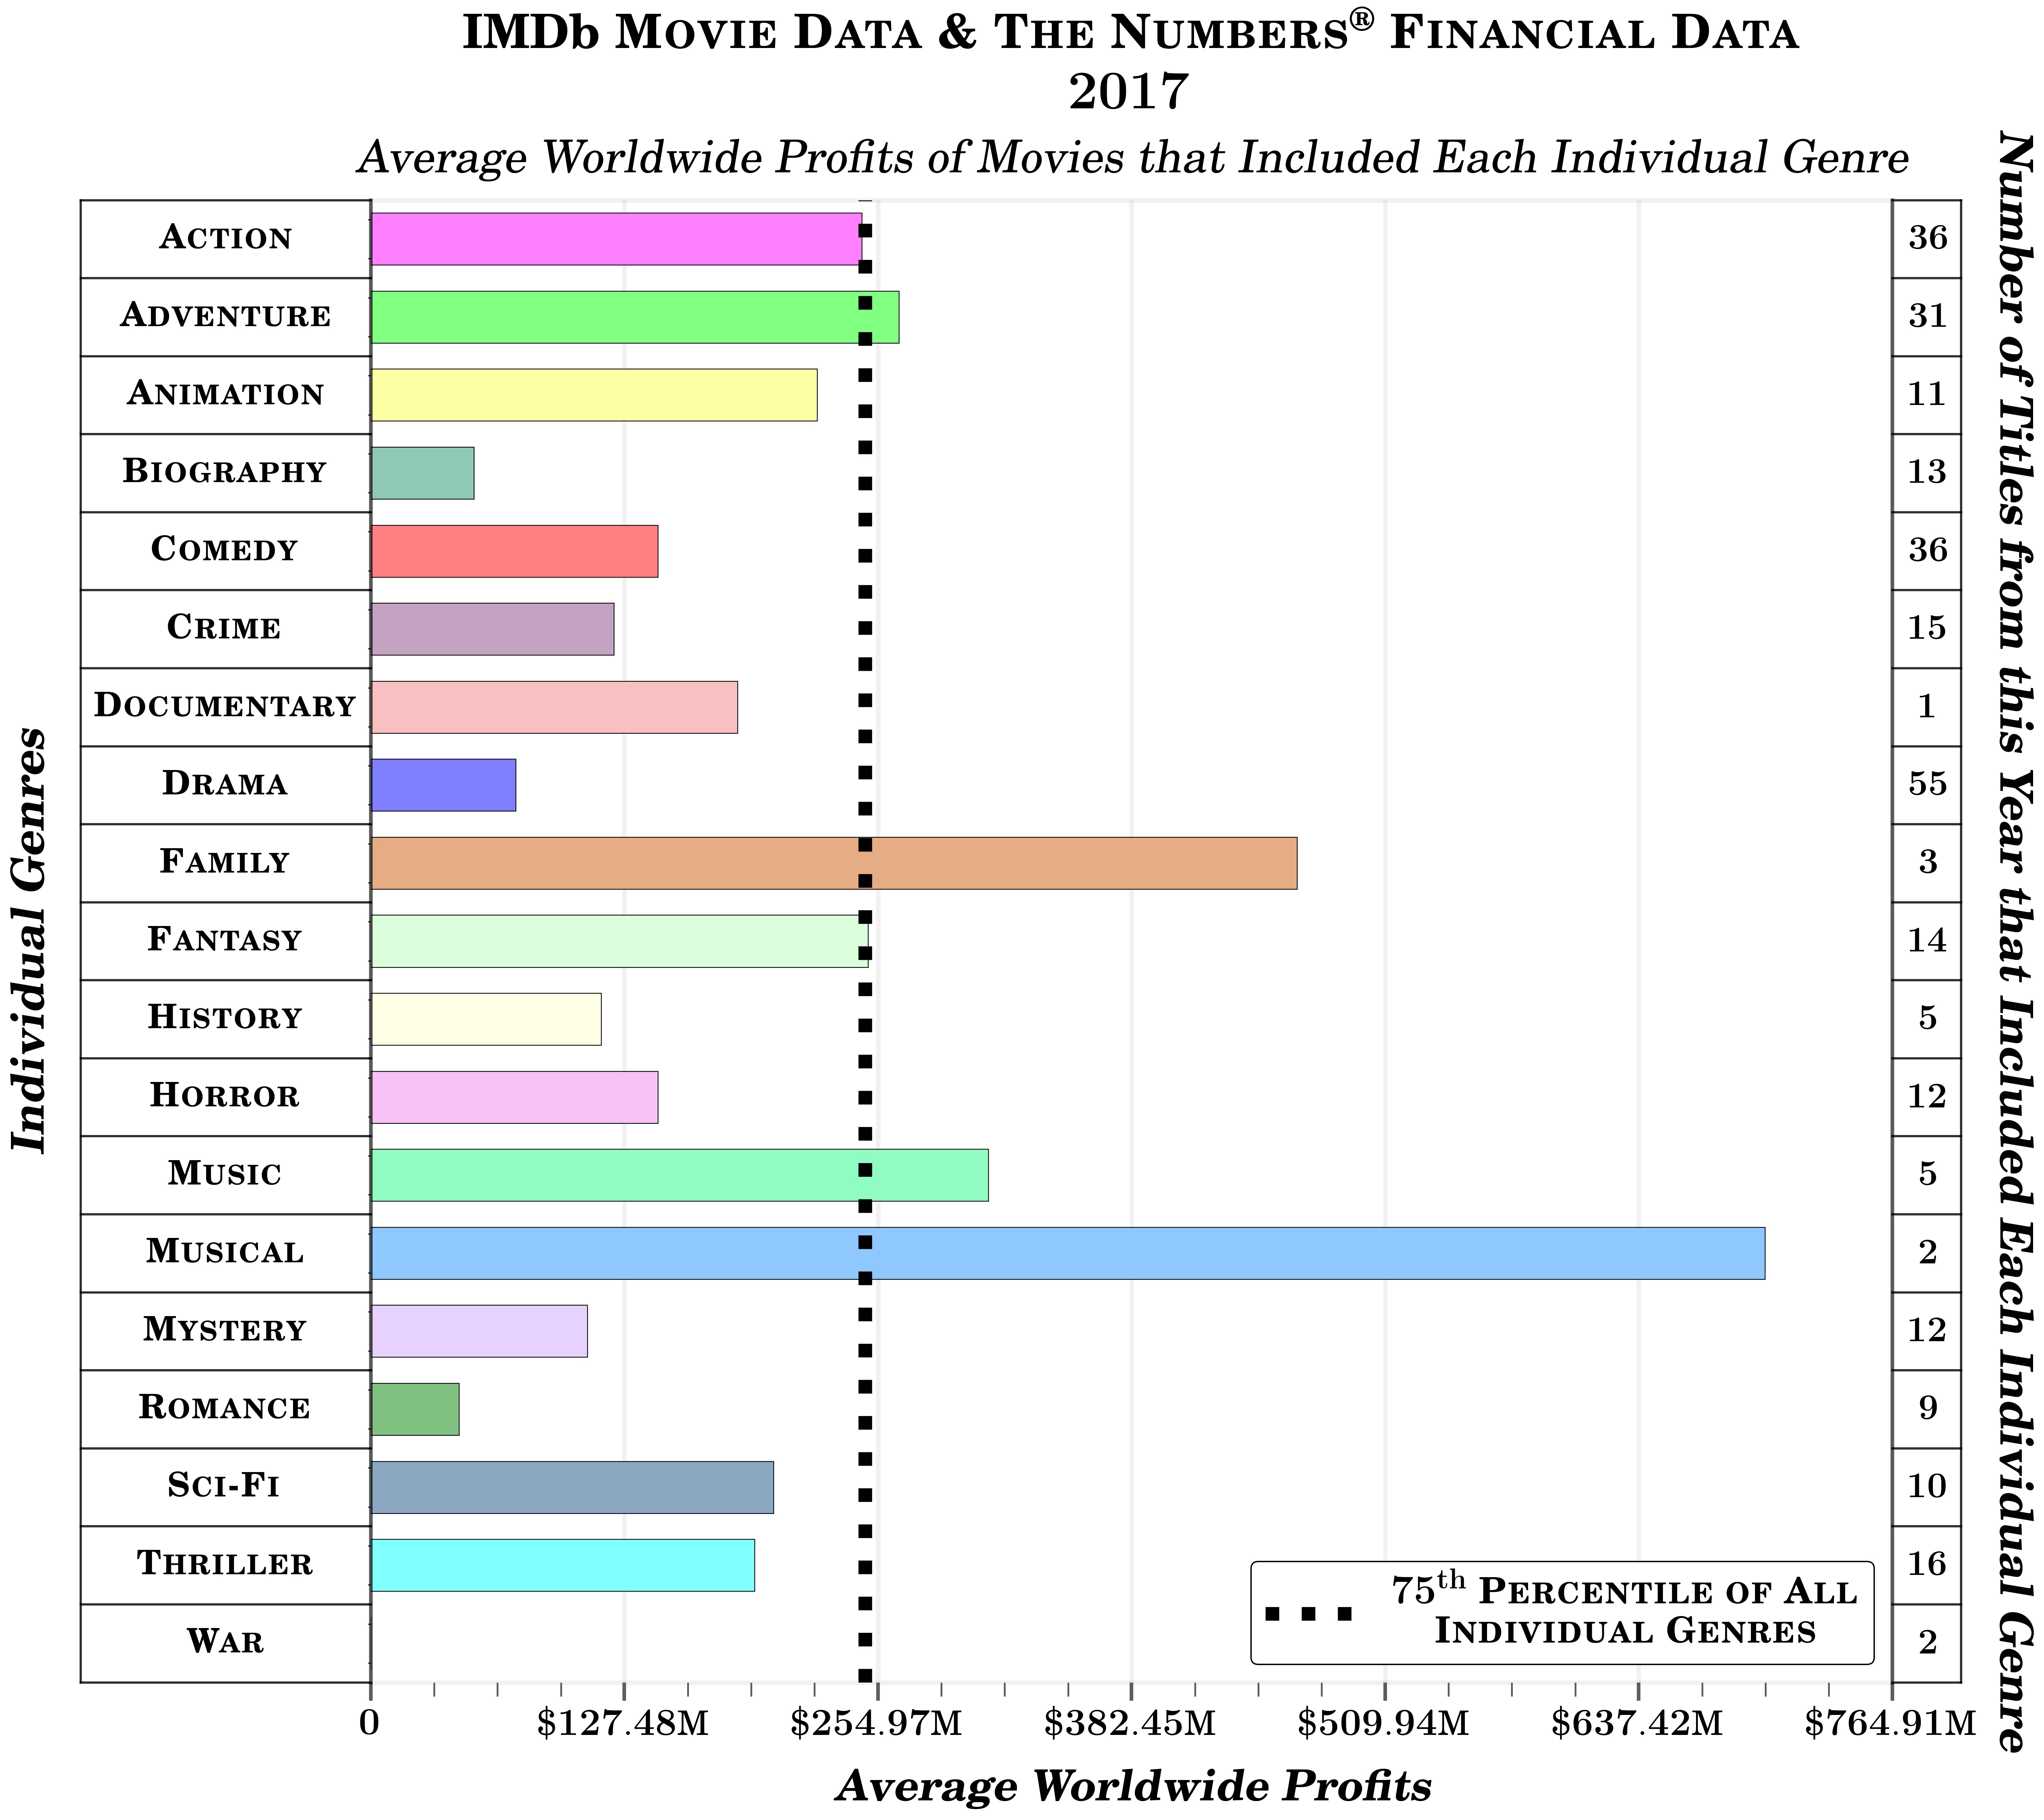 IMDb Movie Data & The Numbers® Financial Data
2017
Average Worldwide Profits of Movies that Included Each Individual Genre
Individual Genres
Action 36
Adventure 31
Animation 11
Biography 13
Comedy 36
Crime 15
Documentary 1
Drama 55
Family 3
Fantasy 14
History 5
Horror 12
Music 5
Musical 2
Mystery 12
Romance 9
Sci-Fi 10
Thriller 16
War 2
Number of Titles from this Year that Included Each Individual Genre
75th Percentile of All
Individual Genres
0 $127.48M $254.97M $382.45M $509.94M $637.42M $764.91M
Average Worldwide Profits